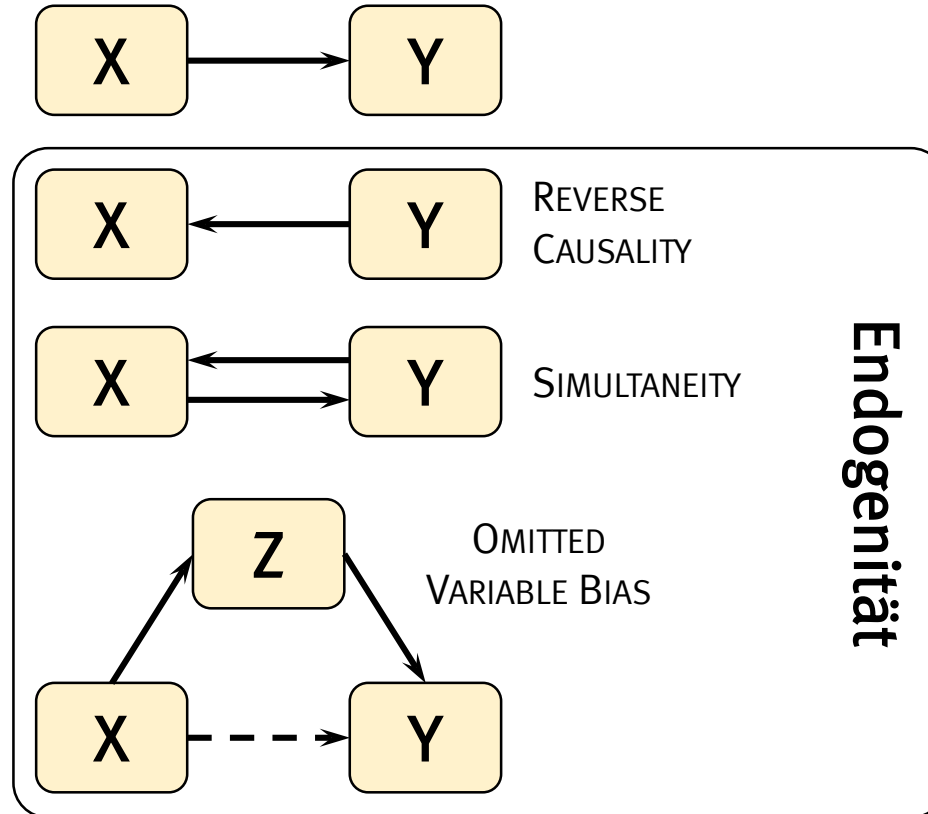 X Y
X Y REVERSE
CAUSALITY
X Y SIMULTANEITY
Z OMITTED
VARIABLE BIAS
X Y
Endogenität